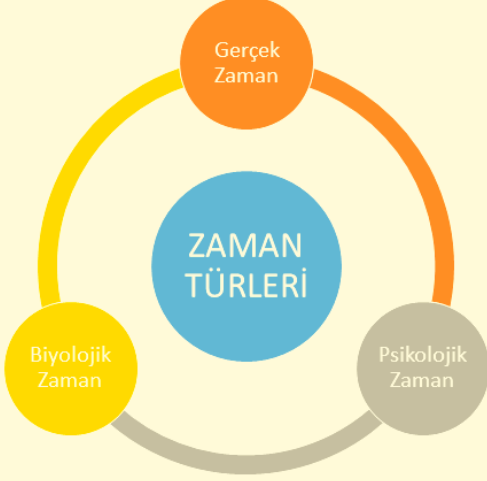 Gerçek
Zaman
ZAMAN
TÜRLERİ
Biyolojik
Zaman
Psikolojik
Zaman